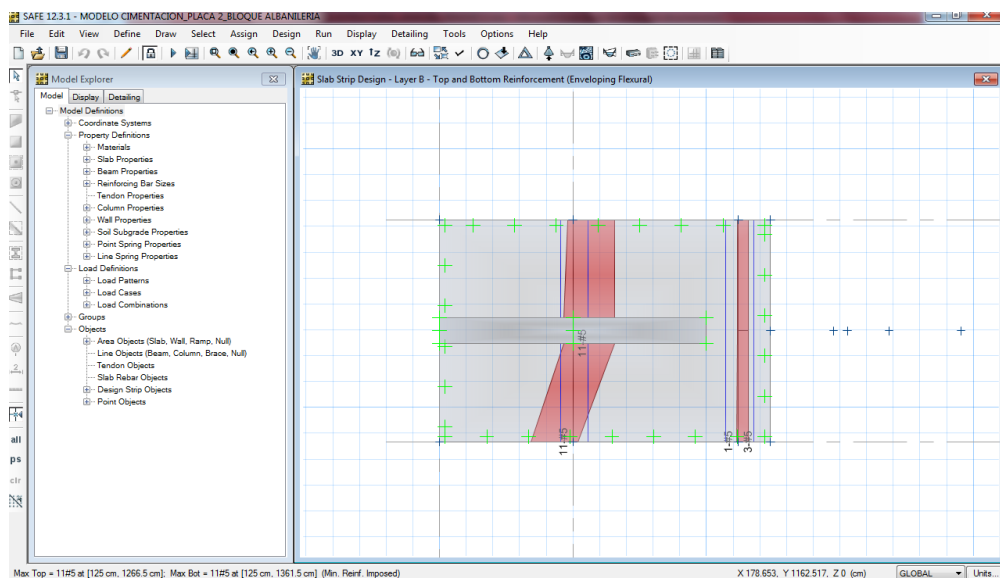 SAFE 12.3.1 - MODELO CIMENTACION_PLACA 2_BLOQUE ALBANILERIA
File Edit View Define Draw Select Assign Design Run Display Detailing Tools Options Help
3D XY
Model Explorer
Model Display Detailing
Model Definitions
Coordinate Systems
Property Definitions
Materials
Slab Properties
Beam Properties
Reinforcing Bar Sizes
Tendon Properties
Column Properties
Wall Properties
Soil Subgrade Properties
Point Spring Properties
Line Spring Properties
Load Definitions
Load Patterns
Load Cases
Load Combinations
Groups
Objects
Area Objects (Slab, Wall, Ramp, Null)
Line Objects (Beam, Column, Brace, Null)
Tendon Objects
Slab Rebar Objects
Design Strip Objects
Point Objects
all
ps
clr
Slab Strip Design - Layer B - Top and Bottom Reinforcement (Enveloping Flexural)
11-#5
11-#5
1-#5
3-#5
Max Top = 11#5 at [125 cm, 1266.5 cm]; Max Bot = 11#5 at [125 cm, 1361.5 cm] (Min. Reinf. Imposed)
X 178.653, Y 1162.517, Z 0 (cm)
GLOBAL
Units...